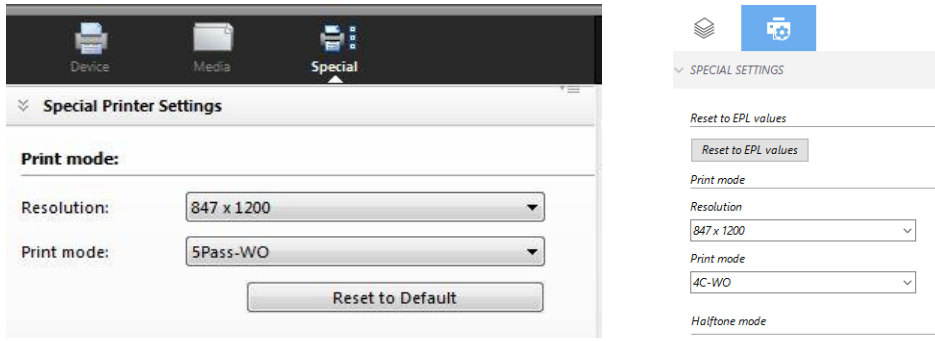 Device Media Special
Special Printer Settings
Print mode:
Resolution: 847 x 1200
Print mode: 5Pass-WO
Reset to Default
SPECIAL SETTINGS
Reset to EPL values
Reset to EPL values
Print mode
Resolution
847 x 1200
Print mode
4C-WO
Halftone mode